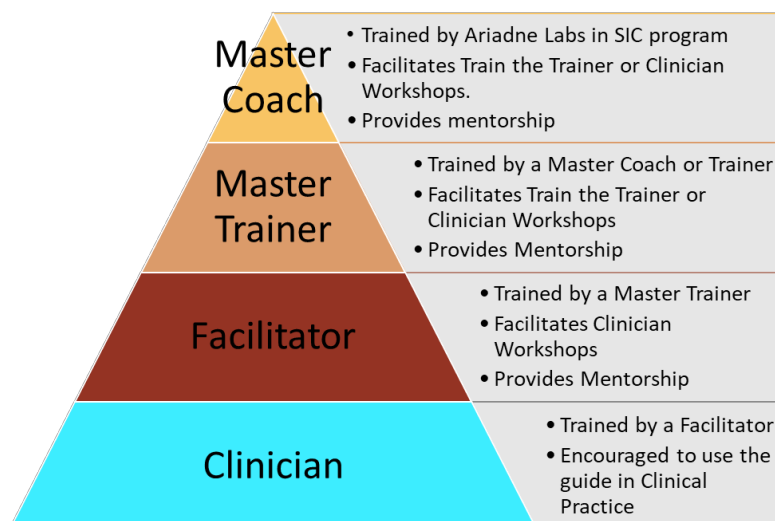 Master
Coach
• Trained by Ariadne Labs in SIC program
• Facilitates Train the Trainer or Clinician
Workshops.
• Provides mentorship
Master
Trainer
• Trained by a Master Coach or Trainer
• Facilitates Train the Trainer or
Clinician Workshops
• Provides Mentorship
Facilitator
• Trained by a Master Trainer
• Facilitates Clinician
Workshops
• Provides Mentorship
Clinician
• Trained by a Facilitator
• Encouraged to use the
guide in Clinical
Practice